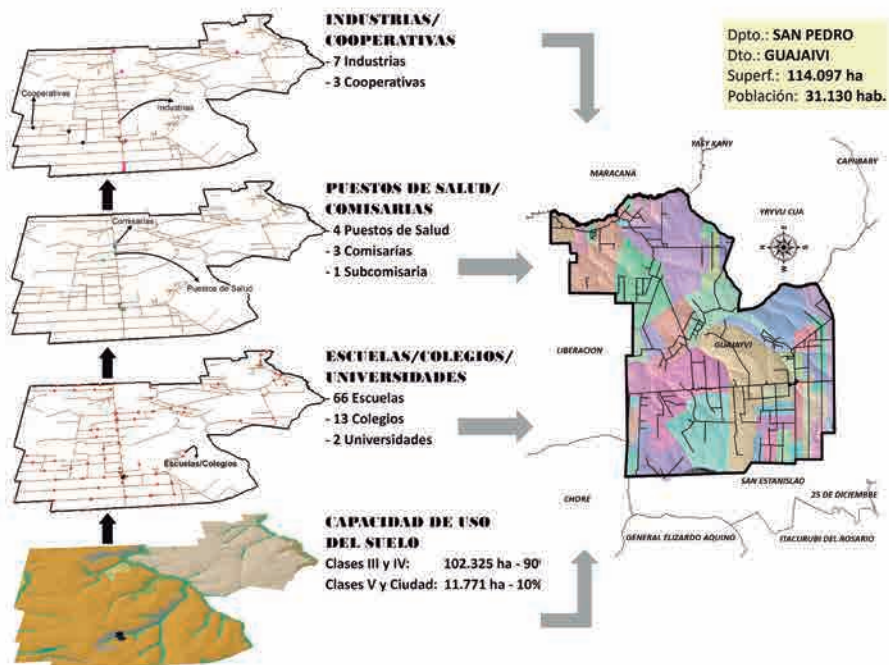 INDUSTRIAS/
COOPERATIVAS
- 7 Industrias
- 3 Cooperativas
Cooperativas
Industrias
Dpto.: SAN PEDRO
Dto.: GUAJAIVI
Superf.: 114.097 ha
Población: 31.130 hab.
PUESTOS DE SALUD/
COMISARIAS
- 4 Puestos de Salud
- 3 Comisarías
- 1 Subcomisaria
Comisarías
Puestos de Salud
ESCUELAS/COLEGIOS/
UNIVERSIDADES
- 66 Escuelas
- 13 Colegios
- 2 Universidades
Escuelas/Colegios
CAPACIDAD DE USO
DEL SUELO
Clases III y IV: 102.325 ha - 90
Clases V y Ciudad: 11.771 ha - 10%
YASY KAÑY
MARACANA
CAPIIBARY
YRYVU CUA
E
N
S
W
LIBERACION
GUAJAYVI
SAN ESTANISLAO
CHORE
25 DE DICIEMBRE
GENERAL ELIZARDO AQUINO
ITACURUBI DEL ROSARIO